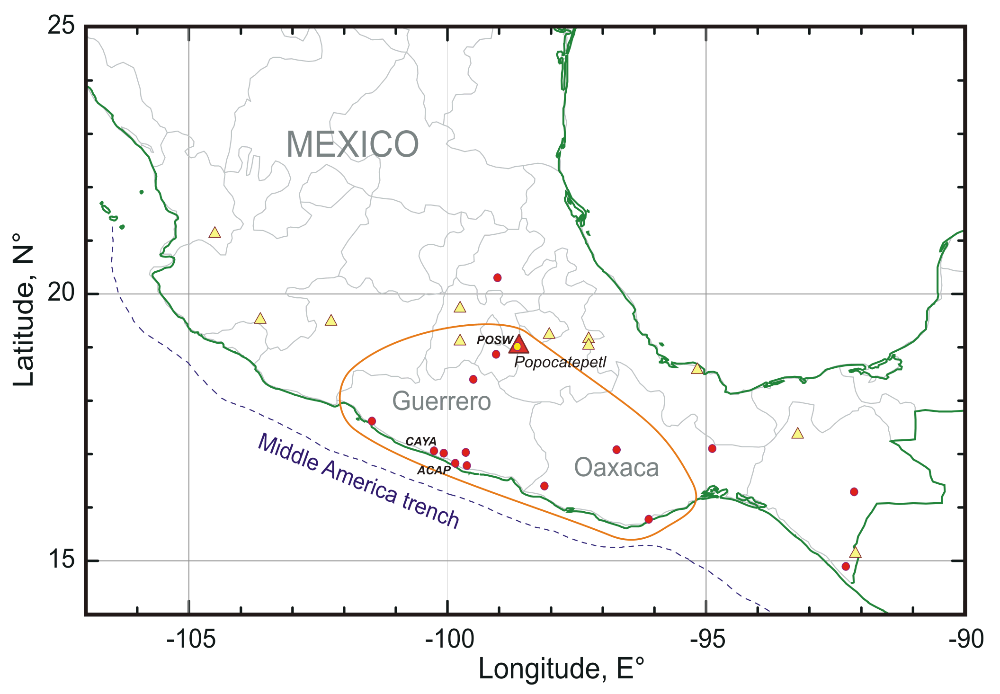 25
MEXICO
20
POSW
Popocatepetl
Guerrero
CAYA
ACAP
Oaxaca
Middle America trench
15
Latitude, N°
-105
-100
-95
-90
Longitude, E°